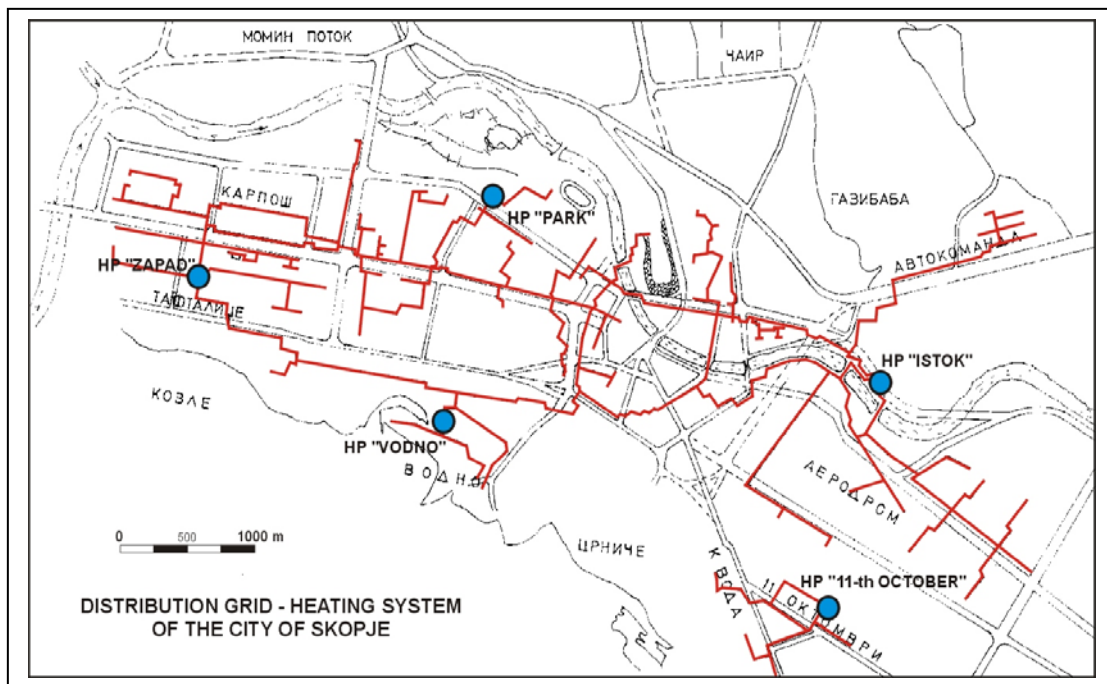 МОМИН ПОТОК
ЧАИР
КАРПОШ
HP "PARK"
ГАЗИБАБА
АВТОКОМАНДА
HP "ZAPAD"
ТАФТАЛИЏЕ
HP "ISTOK"
КОЗЛЕ
HP "VODNO"
ВОДНО
АЕРОДРОМ
0 500 1000 m
ЦРНИЧЕ
К ВОДА
HP "11-th OCTOBER"
11 ОКТОМВРИ
DISTRIBUTION GRID - HEATING SYSTEM
OF THE CITY OF SKOPJE